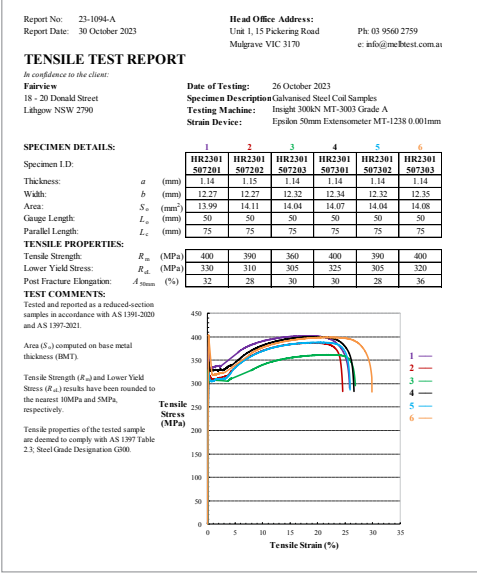 Report No: 23-1094-A Head Office Address:
Report Date: 30 October 2023 Unit 1, 15 Pickering Road Ph: 03 9560 2759
Mulgrave VIC 3170 e: info@melbtest.com.au
TENSILE TEST REPORT
In confidence to the client:
Fairview Date of Testing: 26 October 2023
18 - 20 Donald Street Specimen Description Galvanised Steel Coil Samples
Lithgow NSW 2790 Testing Machine: Insight 300kN MT-3003 Grade A
Strain Device: Epsilon 50mm Extensometer MT-1238 0.001mm
SPECIMEN DETAILS: 1 2 3 4 5 6
Specimen I.D: HR2301 507201 HR2301 507202 HR2301 507203 HR2301 507301 HR2301 507302 HR2301 507303
Thickness: a (mm) 1.14 1.15 1.14 1.14 1.14 1.14
Width: b (mm) 12.27 12.27 12.32 12.34 12.32 12.35
Area: So (mm²) 13.99 14.11 14.04 14.07 14.04 14.08
Gauge Length: Lo (mm) 50 50 50 50 50 50
Parallel Length: Lc (mm) 75 75 75 75 75 75
TENSILE PROPERTIES:
Tensile Strength: Rm (MPa) 400 390 360 400 390 400
Lower Yield Stress: ReL (MPa) 330 310 305 325 305 320
Post Fracture Elongation: A50mm (%) 32 28 30 30 28 36
TEST COMMENTS:
Tested and reported as a reduced-section
samples in accordance with AS 1391-2020
and AS 1397-2021.
Area (So) computed on base metal
thickness (BMT).
Tensile Strength (Rm) and Lower Yield
Stress (ReL) results have been rounded to
the nearest 10MPa and 5MPa,
respectively.
Tensile properties of the tested sample
are deemed to comply with AS 1397 Table
2.3; Steel Grade Designation G300.
Tensile
Stress
(MPa)
450
400
350
300
250
200
150
100
50
0
0 5 10 15 20 25 30 35
Tensile Strain (%)
1
2
3
4
5
6